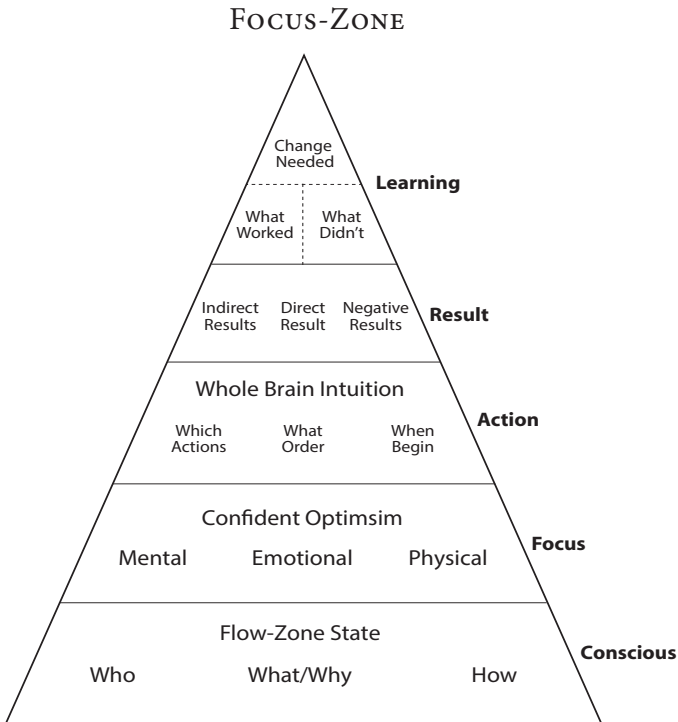 Focus-Zone
Change
Needed
Learning
What
Worked
What
Didn't
Indirect
Results
Direct
Result
Negative
Results
Result
Whole Brain Intuition
Which
Actions
What
Order
When
Begin
Action
Confident Optimsim
Mental
Emotional
Physical
Focus
Flow-Zone State
Who
What/Why
How
Conscious